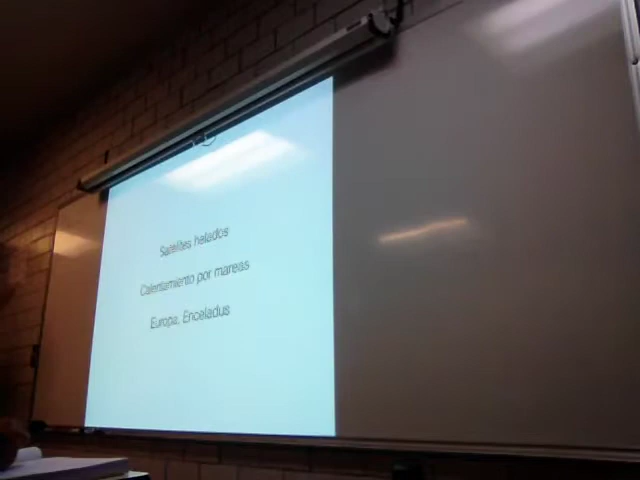 Satelites helados
Calentamiento por mareas
Europa, Enceladus